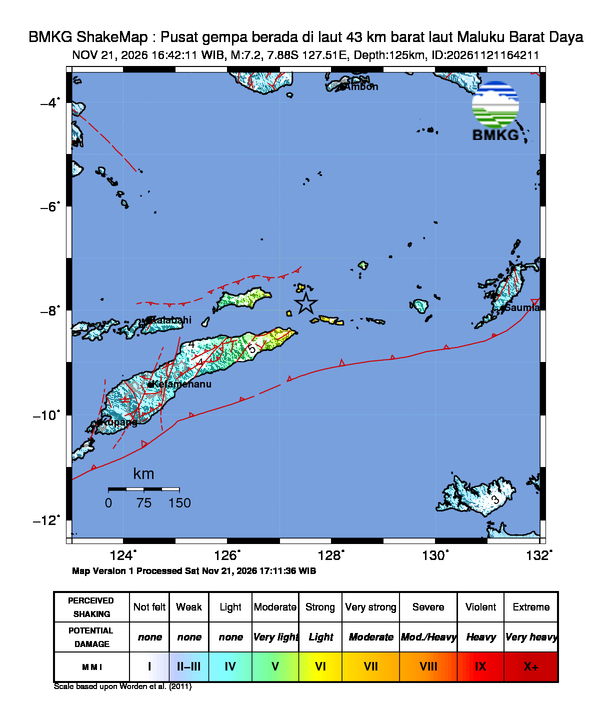 BMKG ShakeMap : Pusat gempa berada di laut 43 km barat laut Maluku Barat Daya
NOV 21, 2026 16:42:11 WIB, M:7.2, 7.88S 127.51E, Depth:125km, ID:20261121164211
Ambon
BMKG
−4°
−6°
−8°
−10°
−12°
Kalabahi
Saumla
4
5
4
Kefamenanu
Kupang
3
km
0 75 150
124° 126° 128° 130° 132°
Map Version 1 Processed Sat Nov 21, 2026 17:11:36 WIB
PERCEIVED SHAKING Not felt Weak Light Moderate Strong Very strong Severe Violent Extreme
POTENTIAL DAMAGE none none none Very light Light Moderate Mod./Heavy Heavy Very heavy
MMI I II–III IV V VI VII VIII IX X+
Scale based upon Worden et al. (2011)